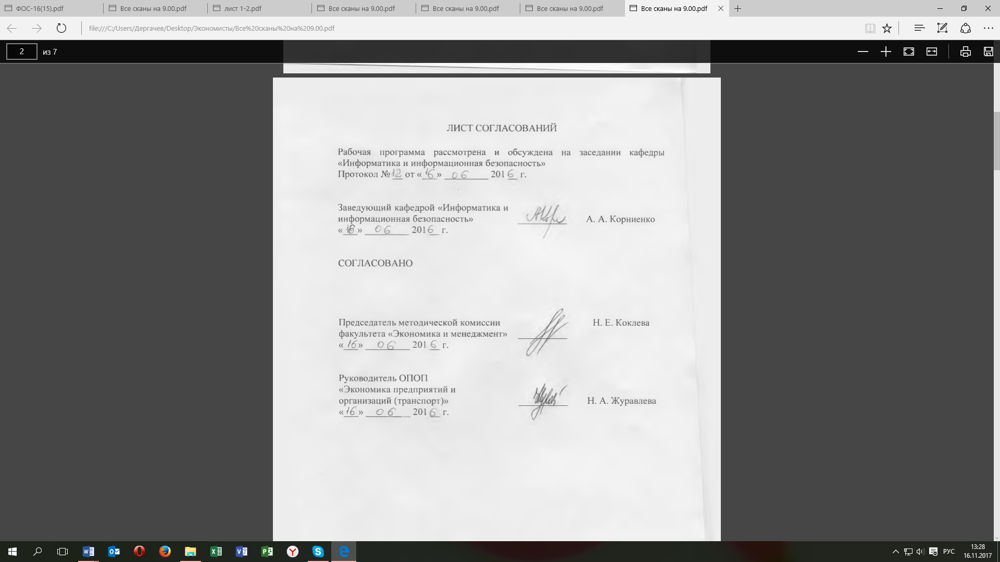 ФОС-16(15).pdf
Все сканы на 9.00.pdf
лист 1-2.pdf
Все сканы на 9.00.pdf
Все сканы на 9.00.pdf
Все сканы на 9.00.pdf
Все сканы на 9.00.pdf
file:///C:/Users/Дергачев/Desktop/Экономисты/Все%20сканы%20на%209.00.pdf
2 из 7
ЛИСТ СОГЛАСОВАНИЙ
Рабочая программа рассмотрена и обсуждена на заседании кафедры
«Информатика и информационная безопасность»
Протокол № 12 от «16» 06 2016 г.
Заведующий кафедрой «Информатика и
информационная безопасность»
А. А. Корниенко
«16» 06 2016 г.
СОГЛАСОВАНО
Председатель методической комиссии
Н. Е. Коклева
факультета «Экономика и менеджмент»
«16» 06 2016 г.
Руководитель ОПОП
«Экономика предприятий и
организаций (транспорт)»
Н. А. Журавлева
«16» 06 2016 г.
РУС
13:28
16.11.2017